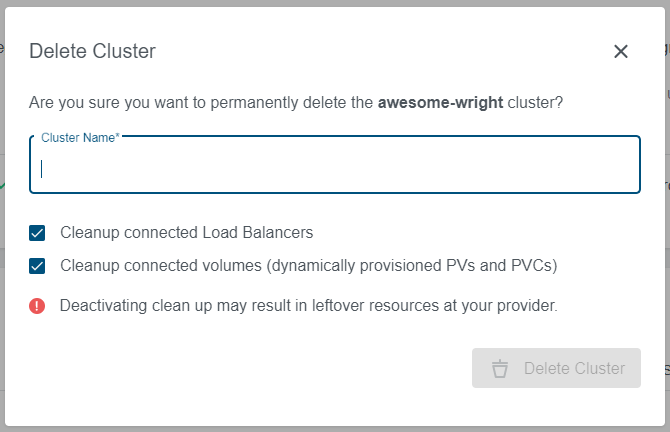 Delete Cluster
Are you sure you want to permanently delete the awesome-wright cluster?
Cluster Name*
Cleanup connected Load Balancers
Cleanup connected volumes (dynamically provisioned PVs and PVCs)
Deactivating clean up may result in leftover resources at your provider.
Delete Cluster